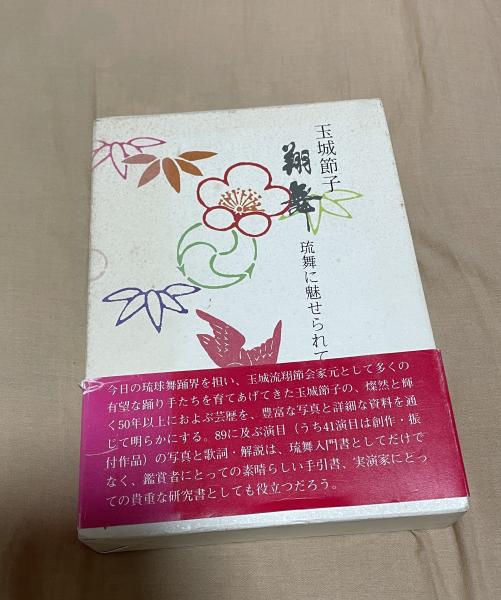 玉城節子
翔舞
琉舞に魅せられて
今日の琉球舞踊界を担い、玉城流翔節会家元として多くの
有望な踊り手たちを育てあげてきた玉城節子の、燦然と輝
く50年以上におよぶ芸歴を、豊富な写真と詳細な資料を通
じて明らかにする。89に及ぶ演目（うち41演目は創作・振
付作品）の写真と歌詞・解説は、琉舞入門書としてだけで
なく、鑑賞者にとっての素晴らしい手引書、実演家にとっ
ての貴重な研究書としても役立つだろう。